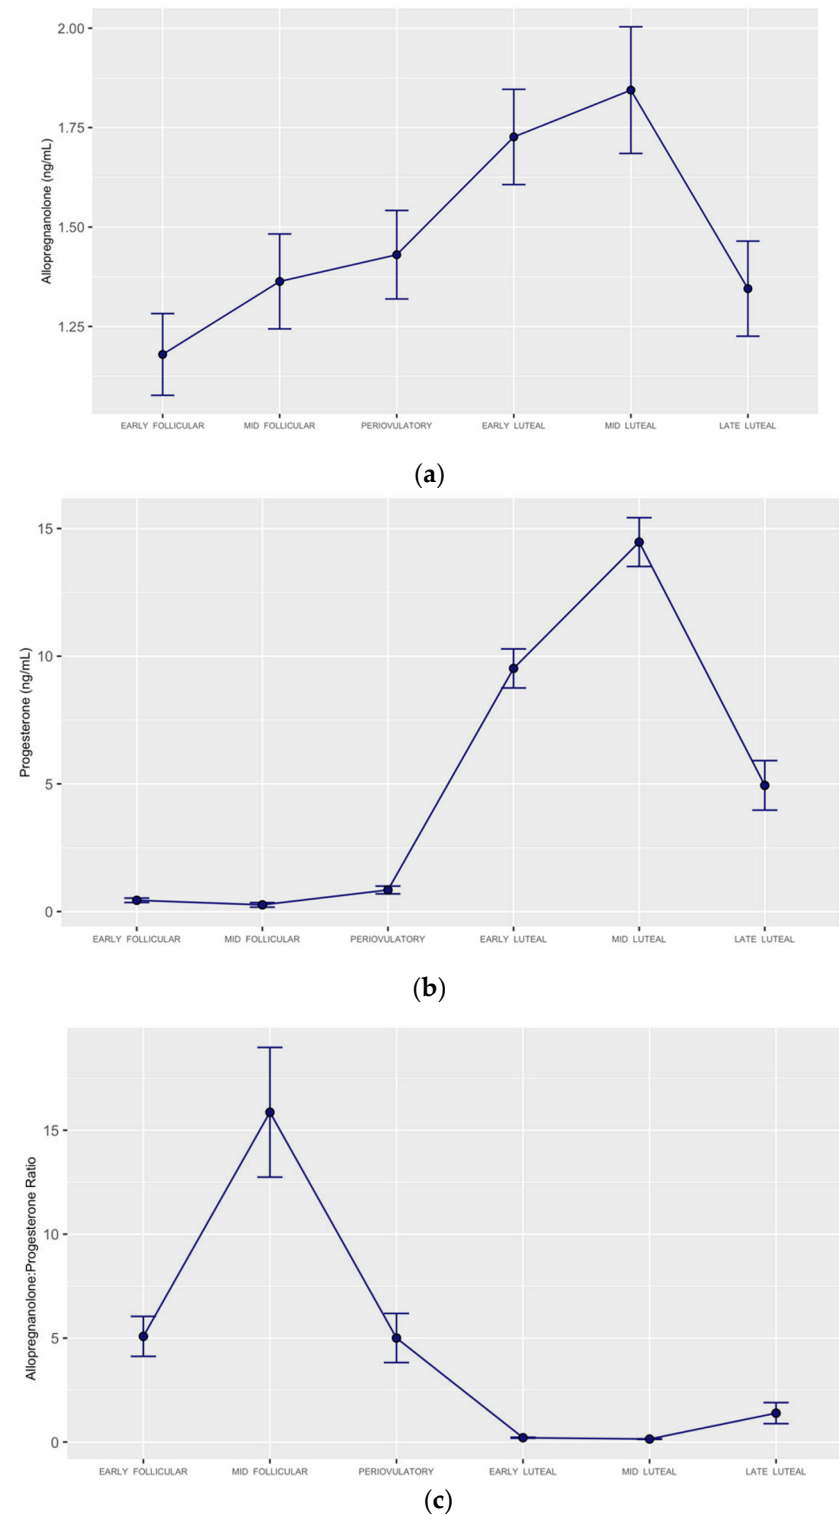 2.00
1.75
1.50
1.25
Allopregnanolone (ng/mL)
EARLY FOLLICULAR MID FOLLICULAR PERIOVULATORY EARLY LUTEAL MID LUTEAL LATE LUTEAL
(a)
15
10
5
0
Progesterone (ng/mL)
EARLY FOLLICULAR MID FOLLICULAR PERIOVULATORY EARLY LUTEAL MID LUTEAL LATE LUTEAL
(b)
15
10
5
0
Allopregnanolone:Progesterone Ratio
EARLY FOLLICULAR MID FOLLICULAR PERIOVULATORY EARLY LUTEAL MID LUTEAL LATE LUTEAL
(c)